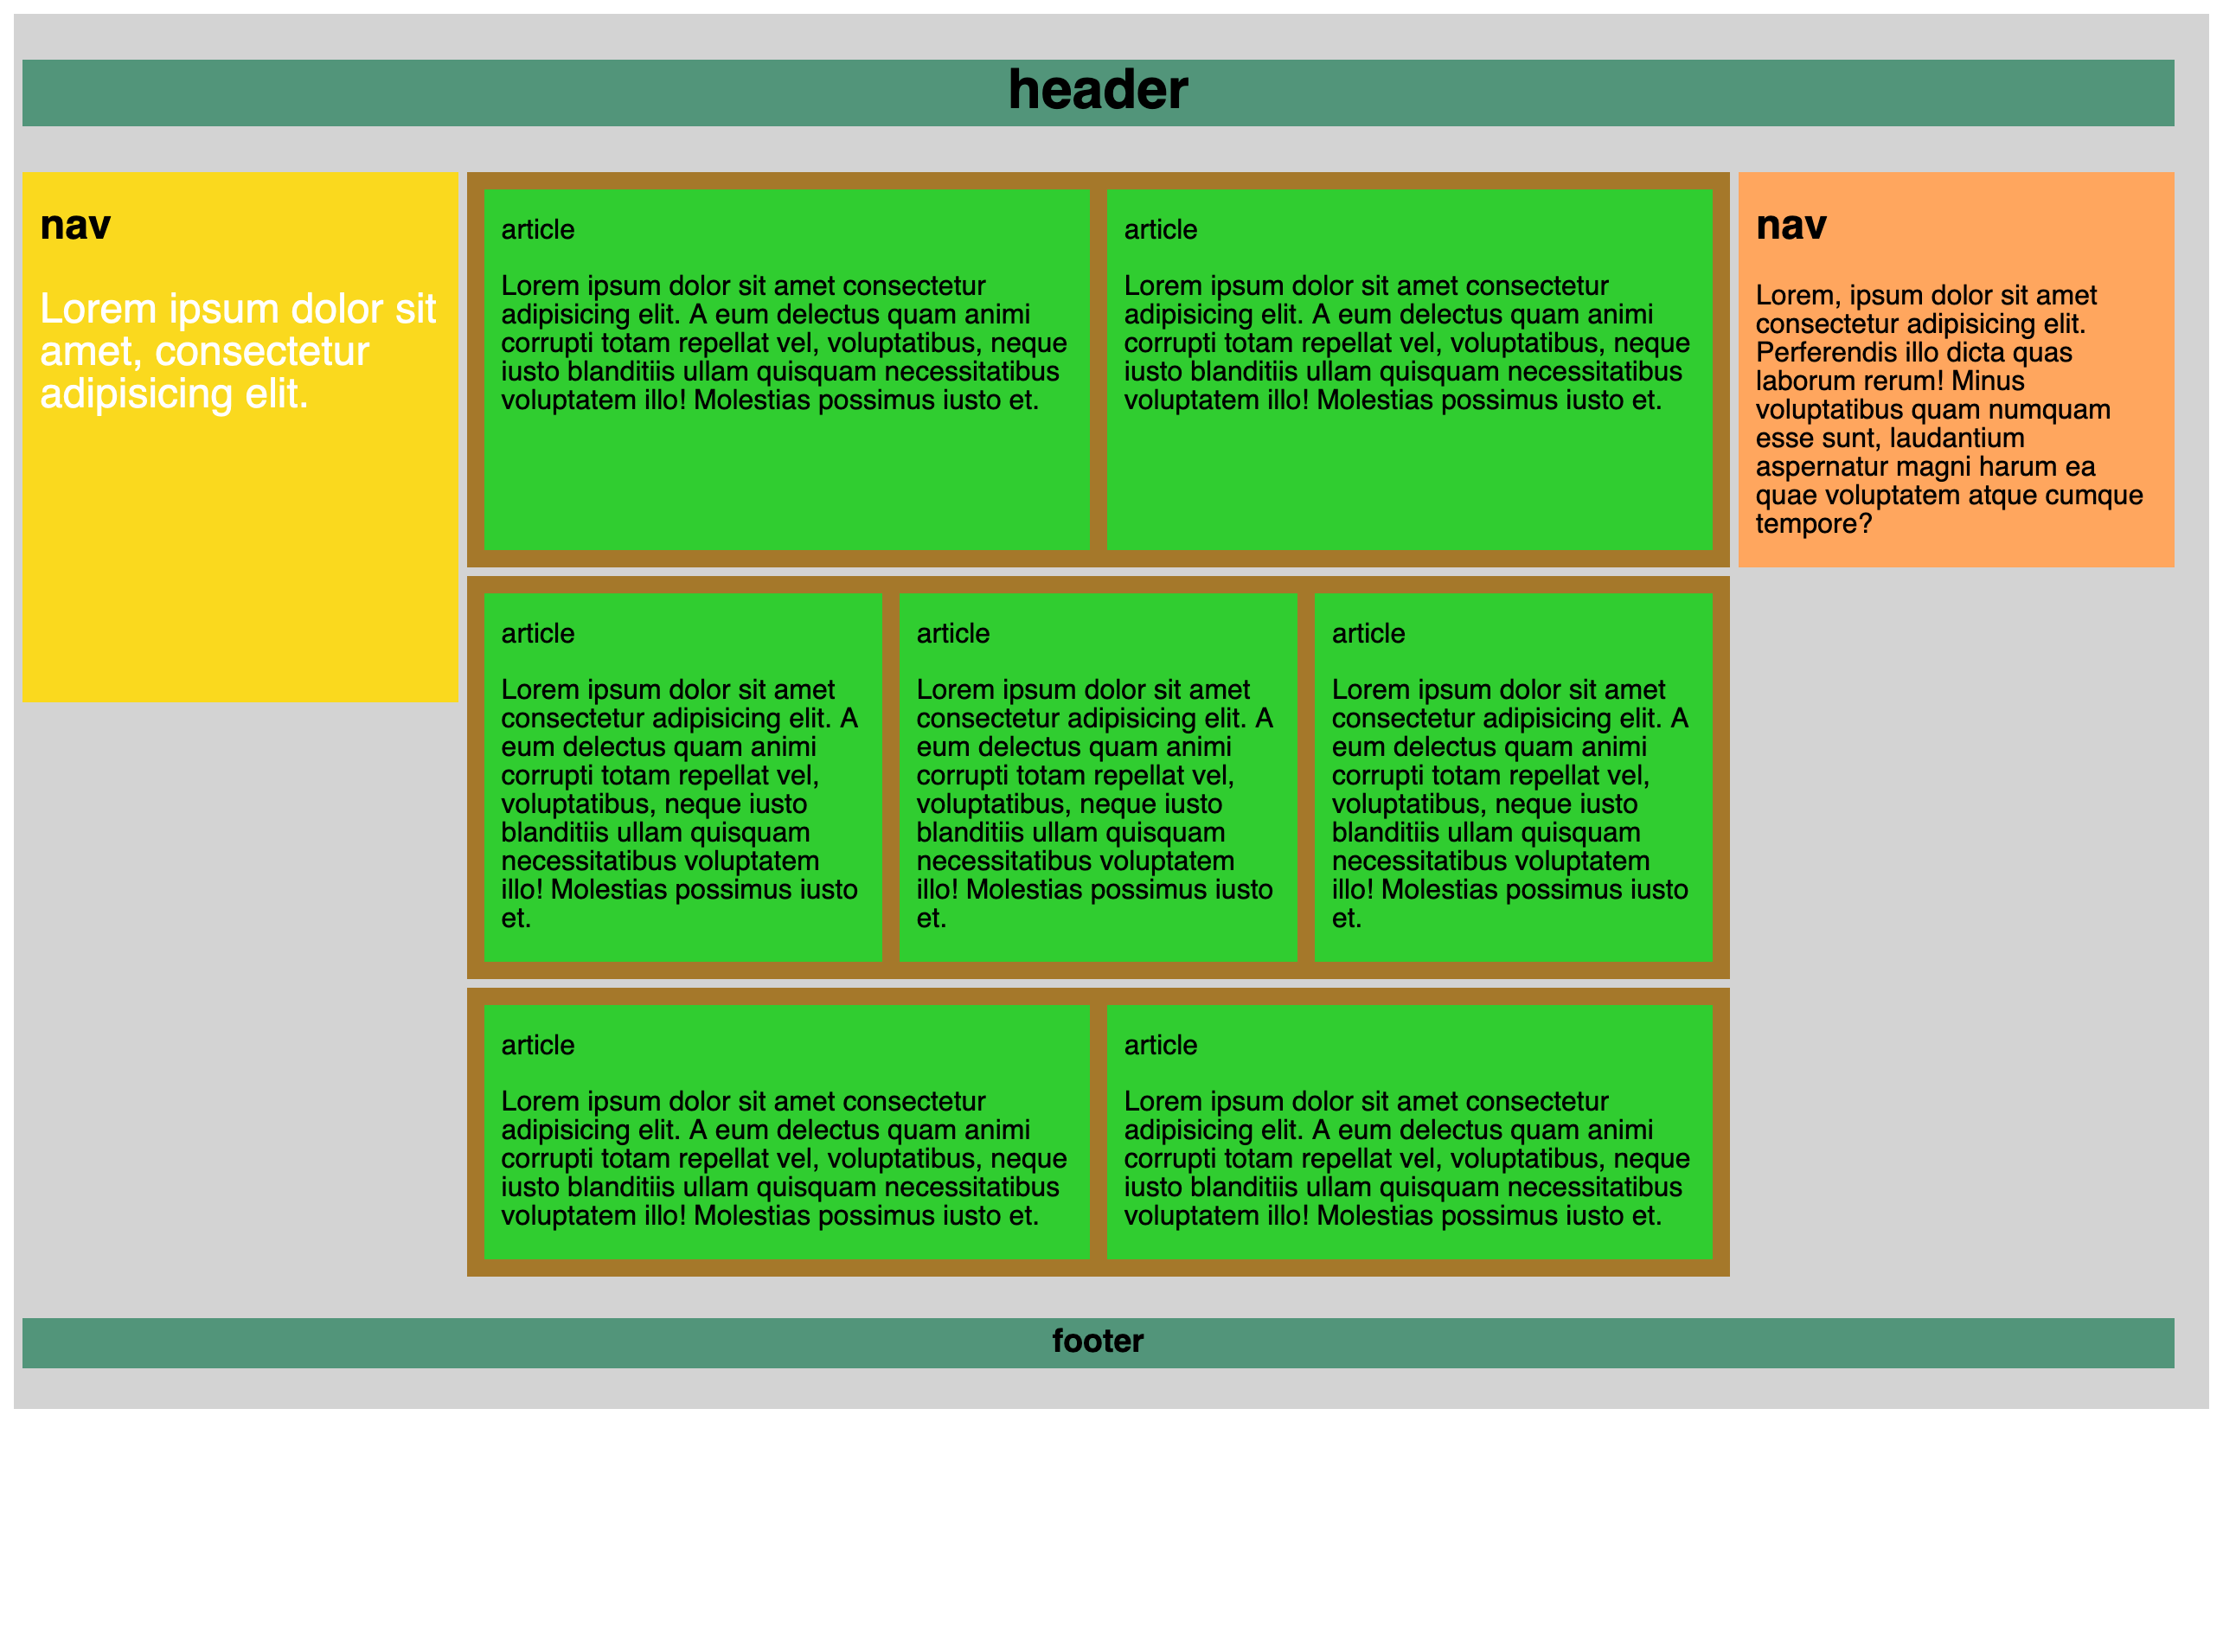 header
nav
Lorem ipsum dolor sit
amet, consectetur
adipisicing elit.
article
Lorem ipsum dolor sit amet consectetur
adipisicing elit. A eum delectus quam animi
corrupti totam repellat vel, voluptatibus, neque
iusto blanditiis ullam quisquam necessitatibus
voluptatem illo! Molestias possimus iusto et.
article
Lorem ipsum dolor sit amet consectetur
adipisicing elit. A eum delectus quam animi
corrupti totam repellat vel, voluptatibus, neque
iusto blanditiis ullam quisquam necessitatibus
voluptatem illo! Molestias possimus iusto et.
nav
Lorem, ipsum dolor sit amet
consectetur adipisicing elit.
Perferendis illo dicta quas
laborum rerum! Minus
voluptatibus quam numquam
esse sunt, laudantium
aspernatur magni harum ea
quae voluptatem atque cumque
tempore?
article
Lorem ipsum dolor sit amet
consectetur adipisicing elit. A
eum delectus quam animi
corrupti totam repellat vel,
voluptatibus, neque iusto
blanditiis ullam quisquam
necessitatibus voluptatem
illo! Molestias possimus iusto
et.
article
Lorem ipsum dolor sit amet
consectetur adipisicing elit. A
eum delectus quam animi
corrupti totam repellat vel,
voluptatibus, neque iusto
blanditiis ullam quisquam
necessitatibus voluptatem
illo! Molestias possimus iusto
et.
article
Lorem ipsum dolor sit amet
consectetur adipisicing elit. A
eum delectus quam animi
corrupti totam repellat vel,
voluptatibus, neque iusto
blanditiis ullam quisquam
necessitatibus voluptatem
illo! Molestias possimus iusto
et.
article
Lorem ipsum dolor sit amet consectetur
adipisicing elit. A eum delectus quam animi
corrupti totam repellat vel, voluptatibus, neque
iusto blanditiis ullam quisquam necessitatibus
voluptatem illo! Molestias possimus iusto et.
article
Lorem ipsum dolor sit amet consectetur
adipisicing elit. A eum delectus quam animi
corrupti totam repellat vel, voluptatibus, neque
iusto blanditiis ullam quisquam necessitatibus
voluptatem illo! Molestias possimus iusto et.
footer